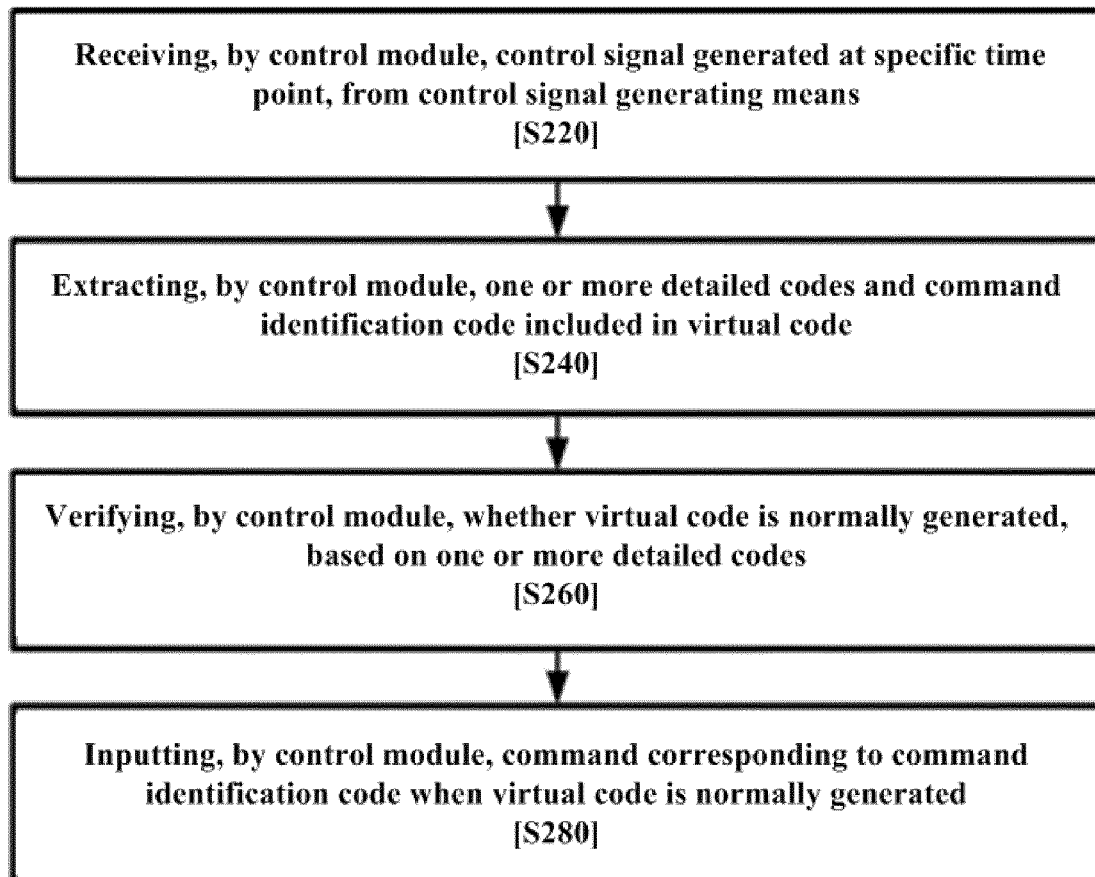 Receiving, by control module, control signal generated at specific time
point, from control signal generating means
[S220]
Extracting, by control module, one or more detailed codes and command
identification code included in virtual code
[S240]
Verifying, by control module, whether virtual code is normally generated,
based on one or more detailed codes
[S260]
Inputting, by control module, command corresponding to command
identification code when virtual code is normally generated
[S280]